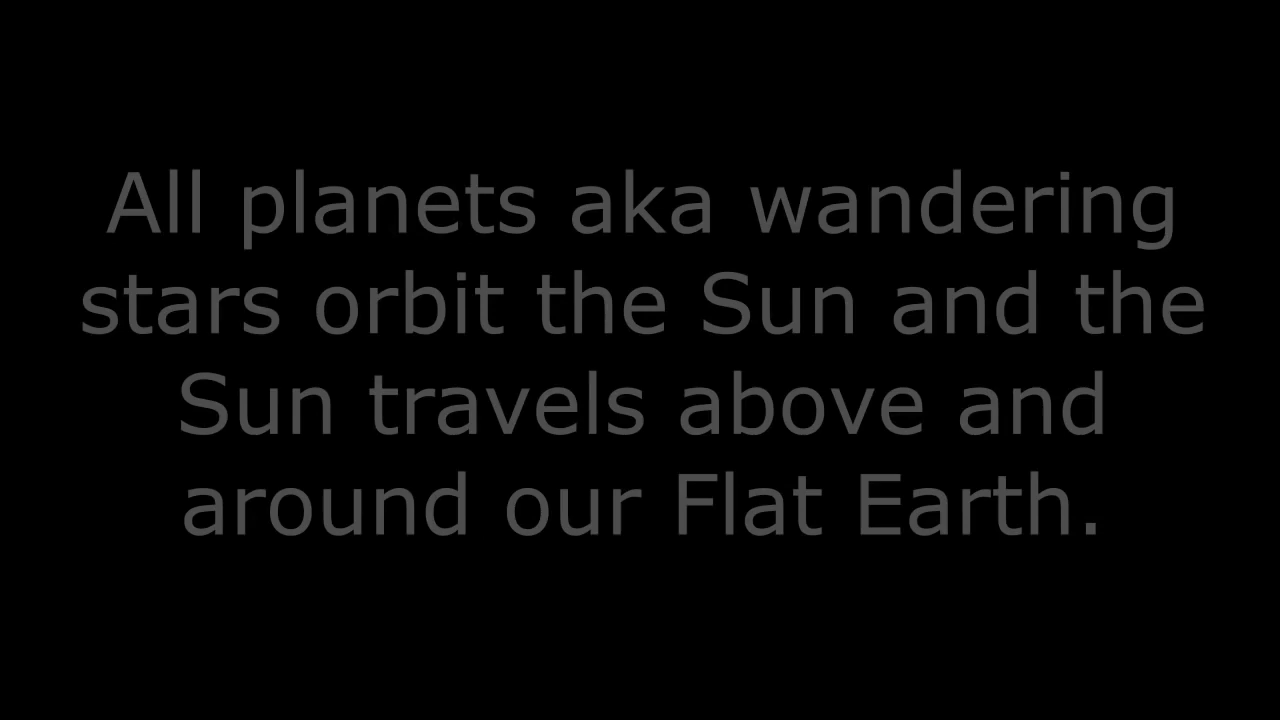 All planets aka wandering
stars orbit the Sun and the
Sun travels above and
around our Flat Earth.